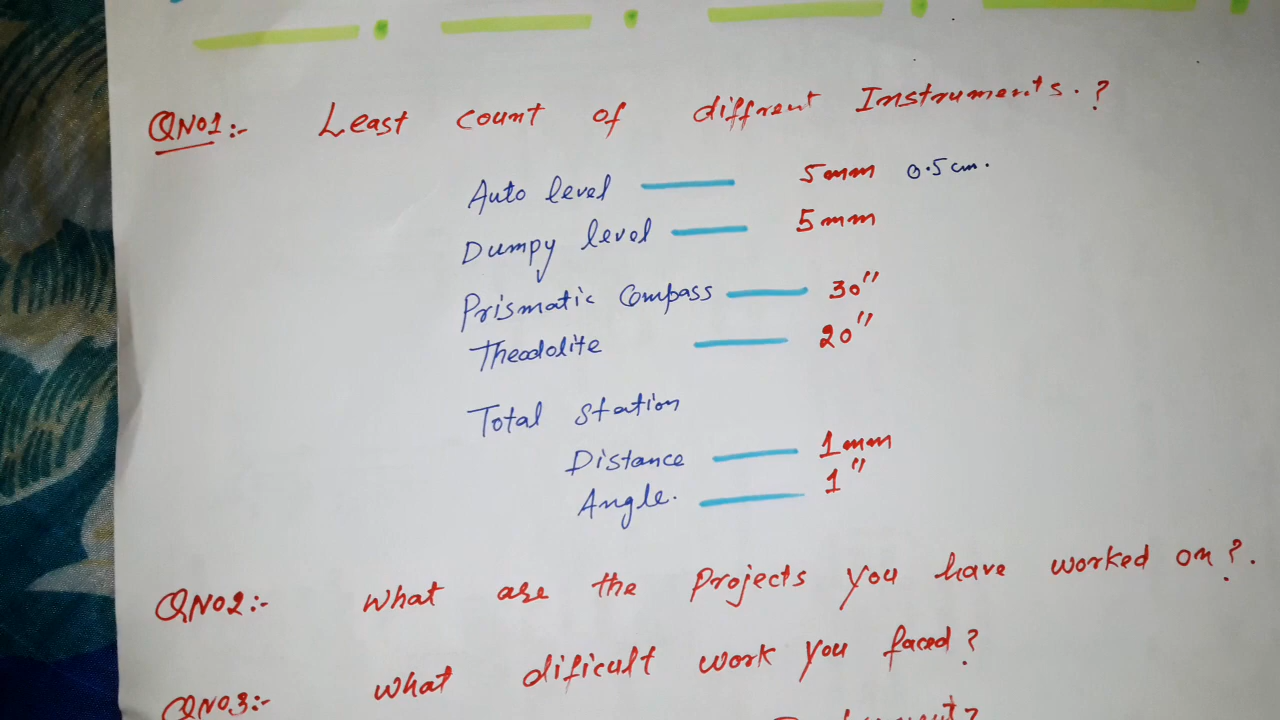 QNO1:- Least count of diffrent Instruments.?
Auto level — 5mm 0.5cm.
Dumpy level — 5mm
Prismatic Compass — 30"
Theodolite — 20"
Total station
Distance — 1mm
Angle. — 1"
QNO2:- What are the Projects you have worked on?.
QNO3:- What dificult work you faced?